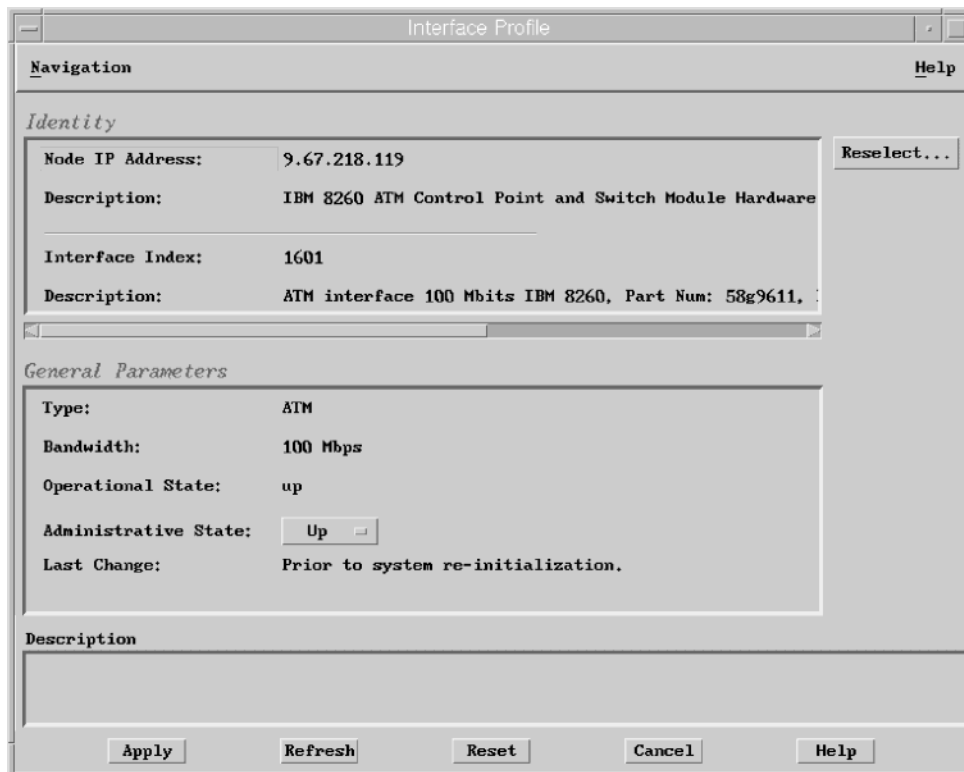 Interface Profile
Navigation Help
Identity
Node IP Address: 9.67.218.119
Reselect...
Description: IBM 8260 ATM Control Point and Switch Module Hardware
Interface Index: 1601
Description: ATM interface 100 Mbits IBM 8260, Part Num: 58g9611,
General Parameters
Type: ATM
Bandwidth: 100 Mbps
Operational State: up
Administrative State: Up
Last Change: Prior to system re-initialization.
Description
Apply Refresh Reset Cancel Help